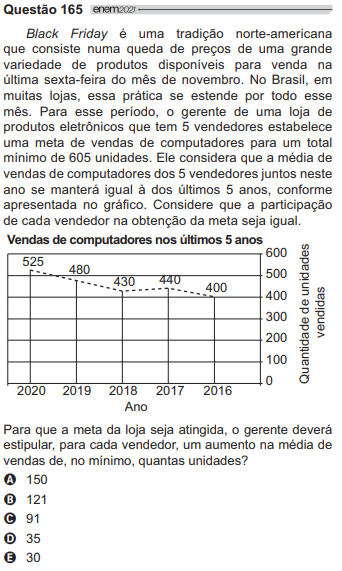 Questão 165 enem2021
Black Friday é uma tradição norte-americana
que consiste numa queda de preços de uma grande
variedade de produtos disponíveis para venda na
última sexta-feira do mês de novembro. No Brasil, em
muitas lojas, essa prática se estende por todo esse
mês. Para esse período, o gerente de uma loja de
produtos eletrônicos que tem 5 vendedores estabelece
uma meta de vendas de computadores para um total
mínimo de 605 unidades. Ele considera que a média de
vendas de computadores dos 5 vendedores juntos neste
ano se manterá igual à dos últimos 5 anos, conforme
apresentada no gráfico. Considere que a participação
de cada vendedor na obtenção da meta seja igual.
Vendas de computadores nos últimos 5 anos
525
480
430
440
400
600
500
400
300
200
100
0
Quantidade de unidades
vendidas
2020 2019 2018 2017 2016
Ano
Para que a meta da loja seja atingida, o gerente deverá
estipular, para cada vendedor, um aumento na média de
vendas de, no mínimo, quantas unidades?
A 150
B 121
C 91
D 35
E 30